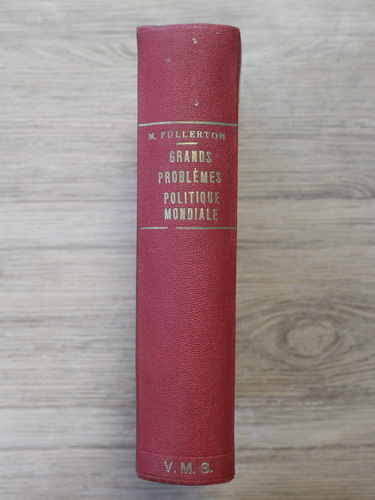 M. FULLERTON
GRANDS
PROBLÈMES
POLITIQUE
MONDIALE
V. M. S.